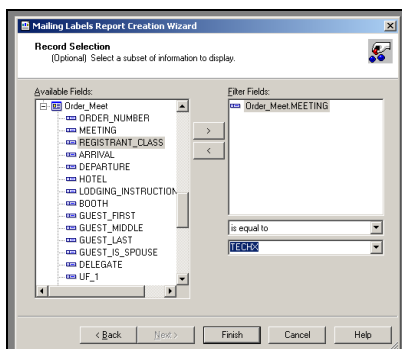 Mailing Labels Report Creation Wizard
Record Selection
(Optional) Select a subset of information to display.
Available Fields:
Order_Meet
ORDER_NUMBER
MEETING
REGISTRANT_CLASS
ARRIVAL
DEPARTURE
HOTEL
LODGING_INSTRUCTION
BOOTH
GUEST_FIRST
GUEST_MIDDLE
GUEST_LAST
GUEST_IS_SPOUSE
DELEGATE
UF_1
>
<
Filter Fields:
Order_Meet.MEETING
is equal to
TECHX
< Back
Next >
Finish
Cancel
Help